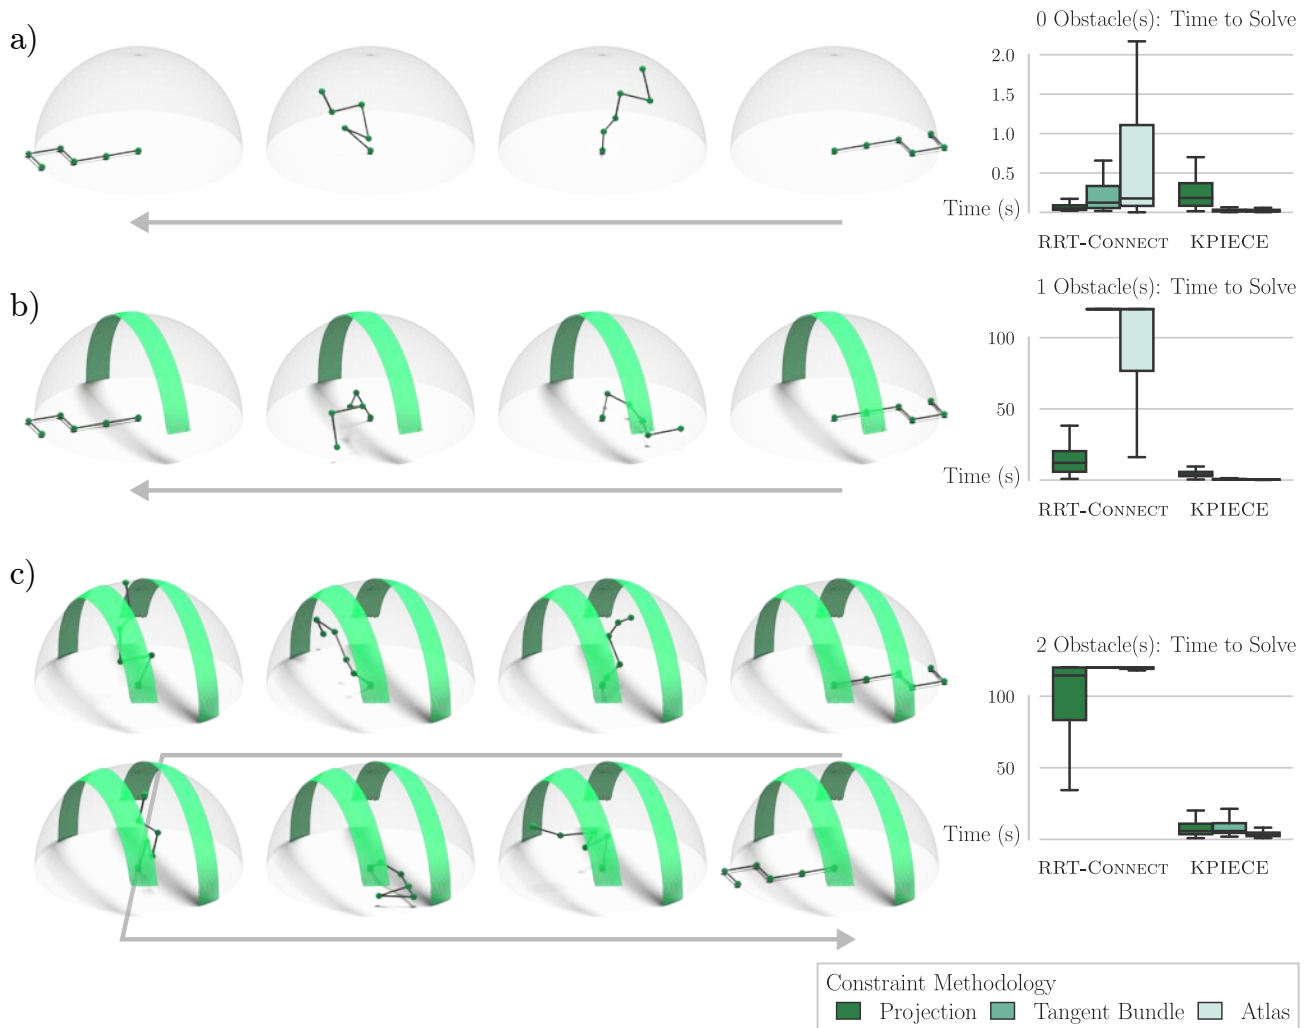 a)
0 Obstacle(s): Time to Solve
2.0
1.5
1.0
0.5
Time (s)
RRT-CONNECT KPIECE
b)
1 Obstacle(s): Time to Solve
100
50
Time (s)
RRT-CONNECT KPIECE
c)
2 Obstacle(s): Time to Solve
100
50
Time (s)
RRT-CONNECT KPIECE
Constraint Methodology
Projection Tangent Bundle Atlas